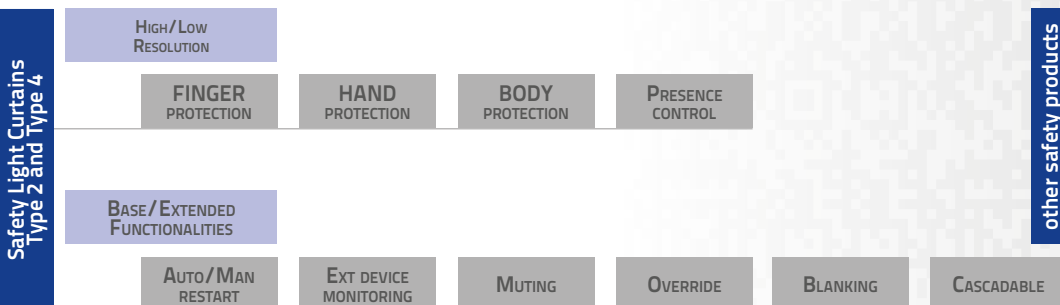 Safety Light Curtains
Type 2 and Type 4
High/Low
Resolution
FINGER
PROTECTION
HAND
PROTECTION
BODY
PROTECTION
Presence
control
Base/Extended
Functionalities
Auto/Man
restart
Ext device
monitoring
Muting
Override
Blanking
Cascadable
other safety products